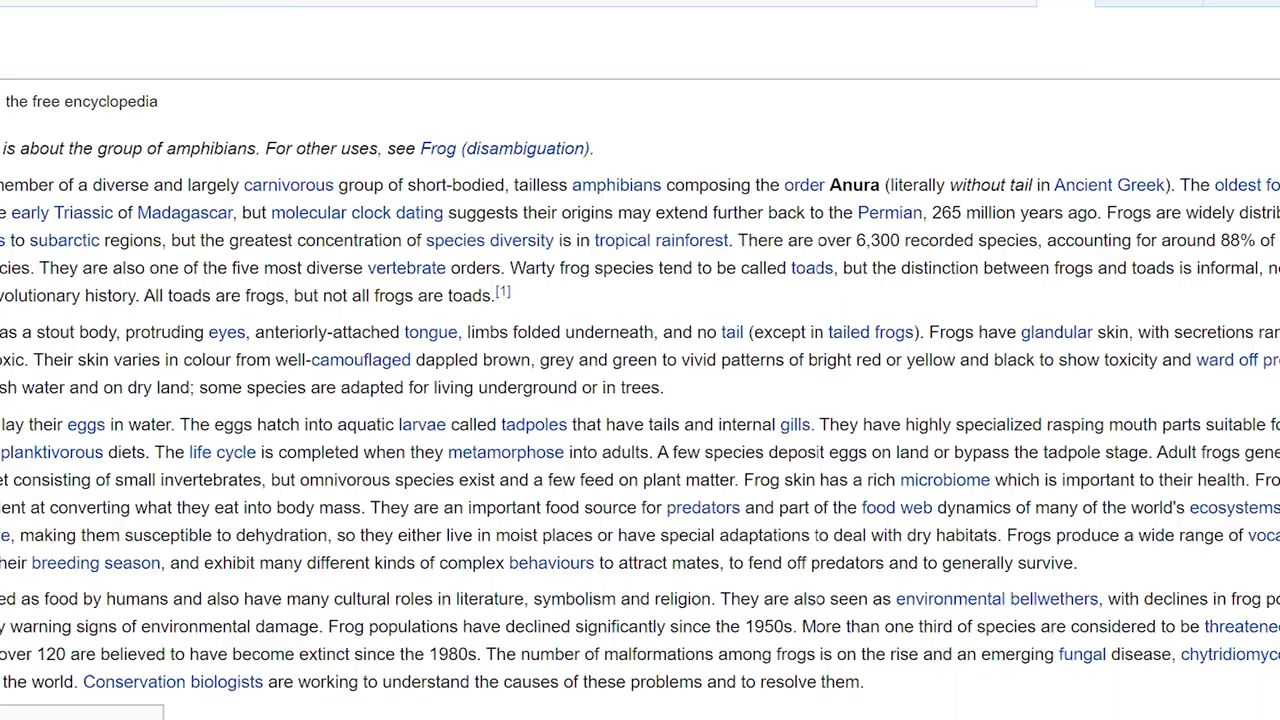 the free encyclopedia
is about the group of amphibians. For other uses, see Frog (disambiguation).
member of a diverse and largely carnivorous group of short-bodied, tailless amphibians composing the order Anura (literally without tail in Ancient Greek). The oldest fo
early Triassic of Madagascar, but molecular clock dating suggests their origins may extend further back to the Permian, 265 million years ago. Frogs are widely distrib
s to subarctic regions, but the greatest concentration of species diversity is in tropical rainforest. There are over 6,300 recorded species, accounting for around 88% of
cies. They are also one of the five most diverse vertebrate orders. Warty frog species tend to be called toads, but the distinction between frogs and toads is informal, n
volutionary history. All toads are frogs, but not all frogs are toads.[1]
as a stout body, protruding eyes, anteriorly-attached tongue, limbs folded underneath, and no tail (except in tailed frogs). Frogs have glandular skin, with secretions ran
oxic. Their skin varies in colour from well-camouflaged dappled brown, grey and green to vivid patterns of bright red or yellow and black to show toxicity and ward off pr
sh water and on dry land; some species are adapted for living underground or in trees.
lay their eggs in water. The eggs hatch into aquatic larvae called tadpoles that have tails and internal gills. They have highly specialized rasping mouth parts suitable fo
planktivorous diets. The life cycle is completed when they metamorphose into adults. A few species deposit eggs on land or bypass the tadpole stage. Adult frogs gene
et consisting of small invertebrates, but omnivorous species exist and a few feed on plant matter. Frog skin has a rich microbiome which is important to their health. Fro
ent at converting what they eat into body mass. They are an important food source for predators and part of the food web dynamics of many of the world's ecosystems
e, making them susceptible to dehydration, so they either live in moist places or have special adaptations to deal with dry habitats. Frogs produce a wide range of voca
heir breeding season, and exhibit many different kinds of complex behaviours to attract mates, to fend off predators and to generally survive.
ed as food by humans and also have many cultural roles in literature, symbolism and religion. They are also seen as environmental bellwethers, with declines in frog po
y warning signs of environmental damage. Frog populations have declined significantly since the 1950s. More than one third of species are considered to be threatened
over 120 are believed to have become extinct since the 1980s. The number of malformations among frogs is on the rise and an emerging fungal disease, chytridiomyco
the world. Conservation biologists are working to understand the causes of these problems and to resolve them.